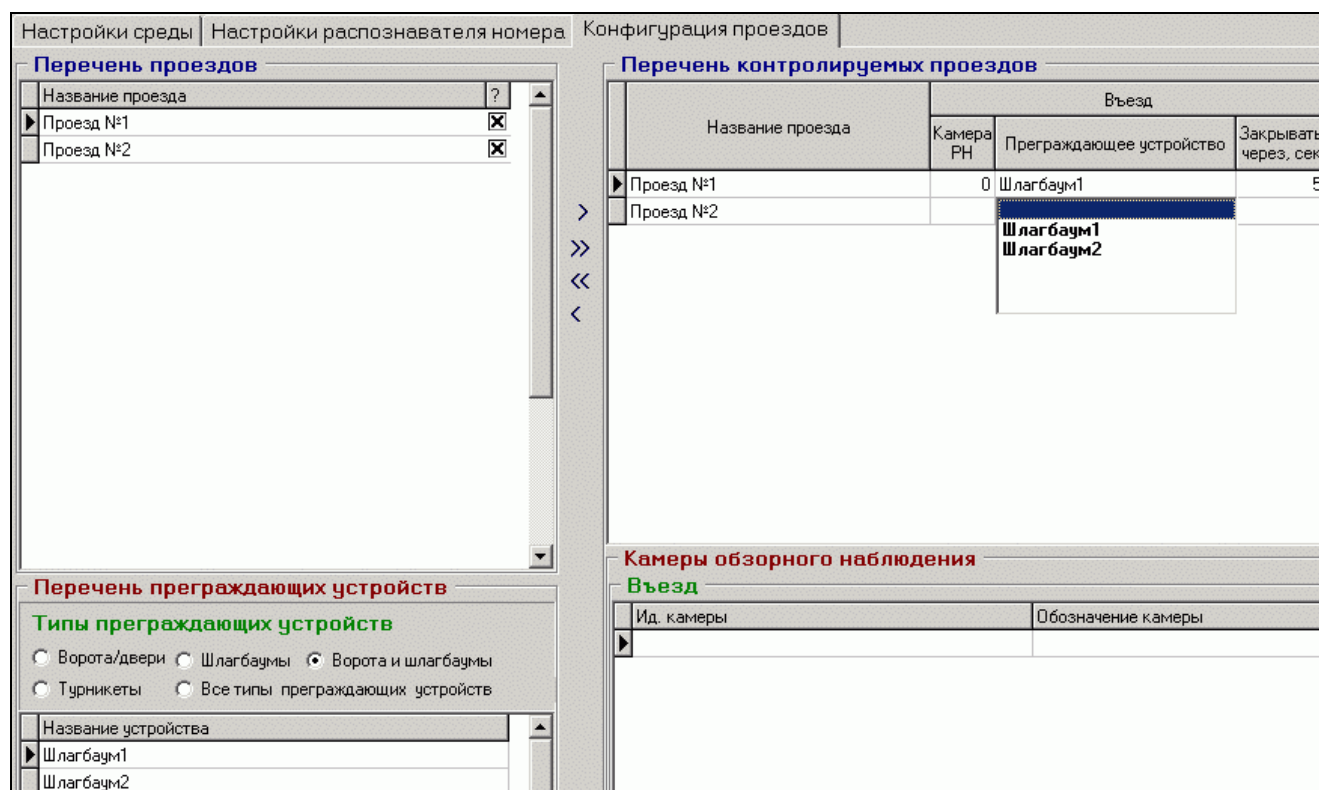 Настройки среды Настройки распознавателя номера Конфигурация проездов
Перечень проездов
Название проезда ?
Проезд №1
Проезд №2
>
>>
<<
<
Перечень контролируемых проездов
Название проезда
Въезд
Камера РН
Преграждающее устройство
Закрывать через, сек
Проезд №1 0 Шлагбаум1 5
Проезд №2
Шлагбаум1
Шлагбаум2
Перечень преграждающих устройств
Типы преграждающих устройств
Ворота/двери Шлагбаумы Ворота и шлагбаумы
Турникеты Все типы преграждающих устройств
Название устройства
Шлагбаум1
Шлагбаум2
Камеры обзорного наблюдения
Въезд
Ид. камеры Обозначение камеры